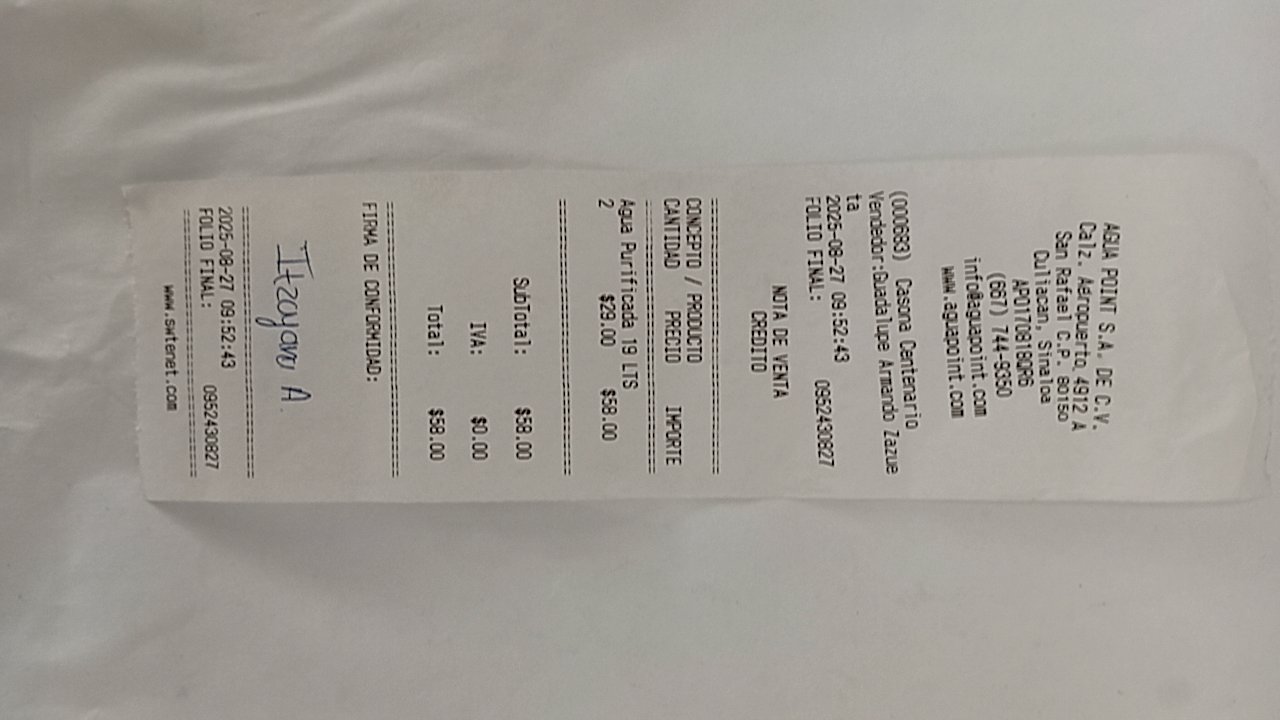 AGUA POINT S.A. DE C.V.
Calz. Aeropuerto, 4912 A
San Rafael C.P. 80150
Culiacan, Sinaloa
APO170818QR6
(667) 744-9350
info@aguapoint.com
www.aguapoint.com
(000683) Casona Centenario
Vendedor:Guadalupe Armando Zazue
ta
2025-08-27 09:52:43
FOLIO FINAL: 0952430827
NOTA DE VENTA
CREDITO
========================================
CONCEPTO / PRODUCTO
CANTIDAD PRECIO IMPORTE
========================================
Agua Purificada 19 LTS
2 $29.00 $58.00
========================================
SubTotal: $58.00
IVA: $0.00
Total: $58.00
========================================
FIRMA DE CONFORMIDAD:
Itzayana A.
========================================
2025-08-27 09:52:43
FOLIO FINAL: 0952430827
========================================
www.swtenet.com